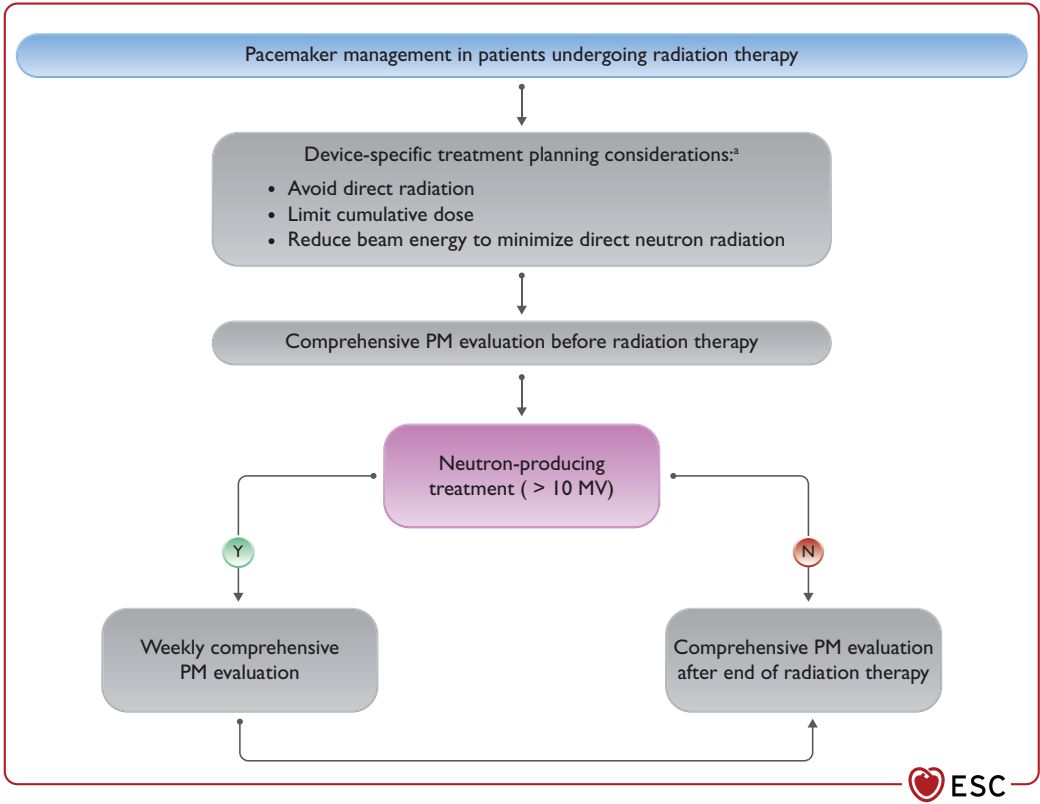 Pacemaker management in patients undergoing radiation therapy
Device-specific treatment planning considerations:ᵃ
• Avoid direct radiation
• Limit cumulative dose
• Reduce beam energy to minimize direct neutron radiation
Comprehensive PM evaluation before radiation therapy
Neutron-producing
treatment ( > 10 MV)
Y
N
Weekly comprehensive
PM evaluation
Comprehensive PM evaluation
after end of radiation therapy
ESC